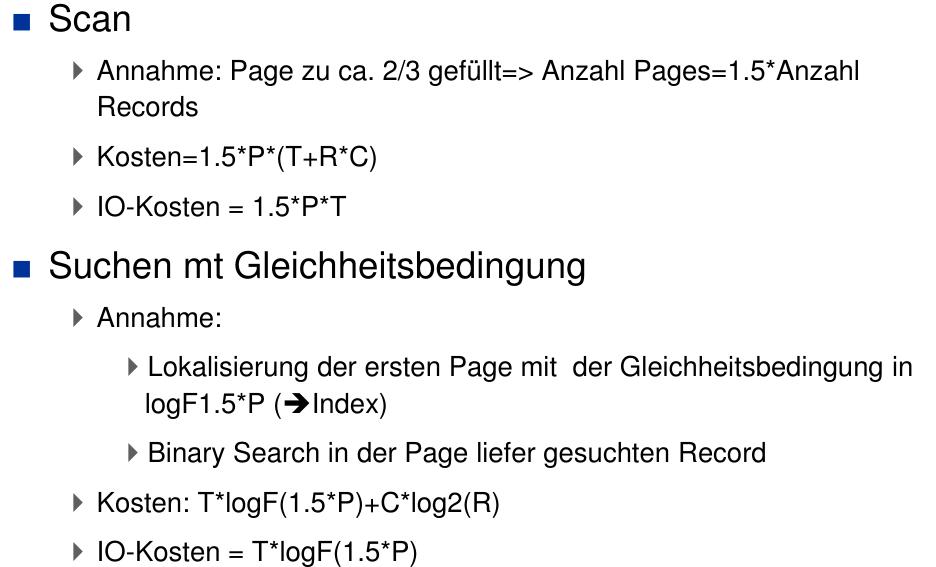 Scan
Annahme: Page zu ca. 2/3 gefüllt=> Anzahl Pages=1.5*Anzahl
Records
Kosten=1.5*P*(T+R*C)
IO-Kosten = 1.5*P*T
Suchen mt Gleichheitsbedingung
Annahme:
Lokalisierung der ersten Page mit  der Gleichheitsbedingung in
logF1.5*P (➔Index)
Binary Search in der Page liefer gesuchten Record
Kosten: T*logF(1.5*P)+C*log2(R)
IO-Kosten = T*logF(1.5*P)